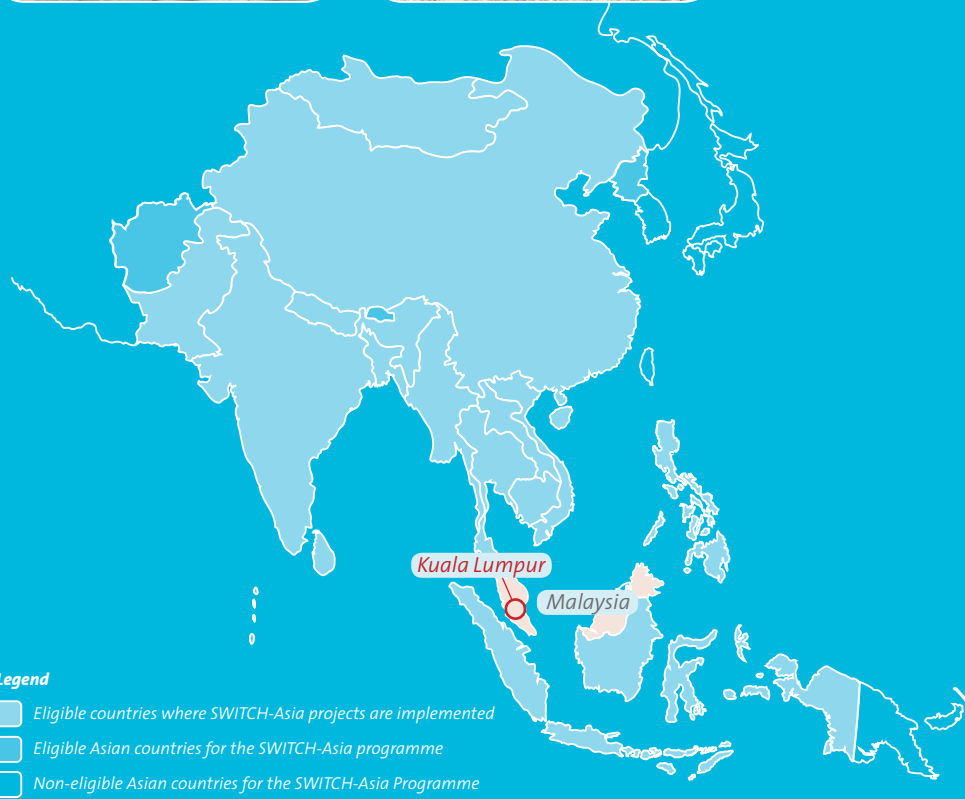 Kuala Lumpur
Malaysia
Legend
Eligible countries where SWITCH-Asia projects are implemented
Eligible Asian countries for the SWITCH-Asia programme
Non-eligible Asian countries for the SWITCH-Asia Programme